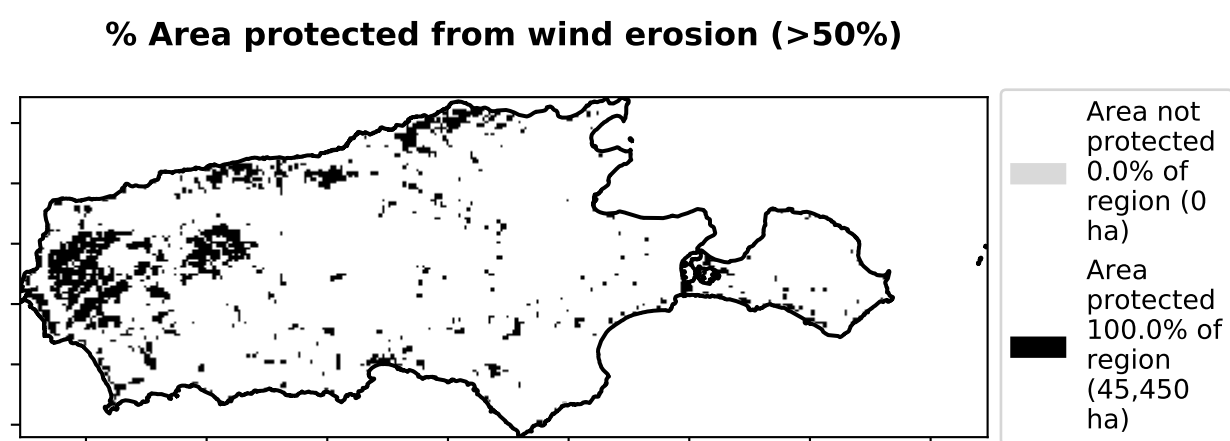 % Area protected from wind erosion (>50%)
Area not
protected
0.0% of
region (0
ha)
Area
protected
100.0% of
region
(45,450
ha)